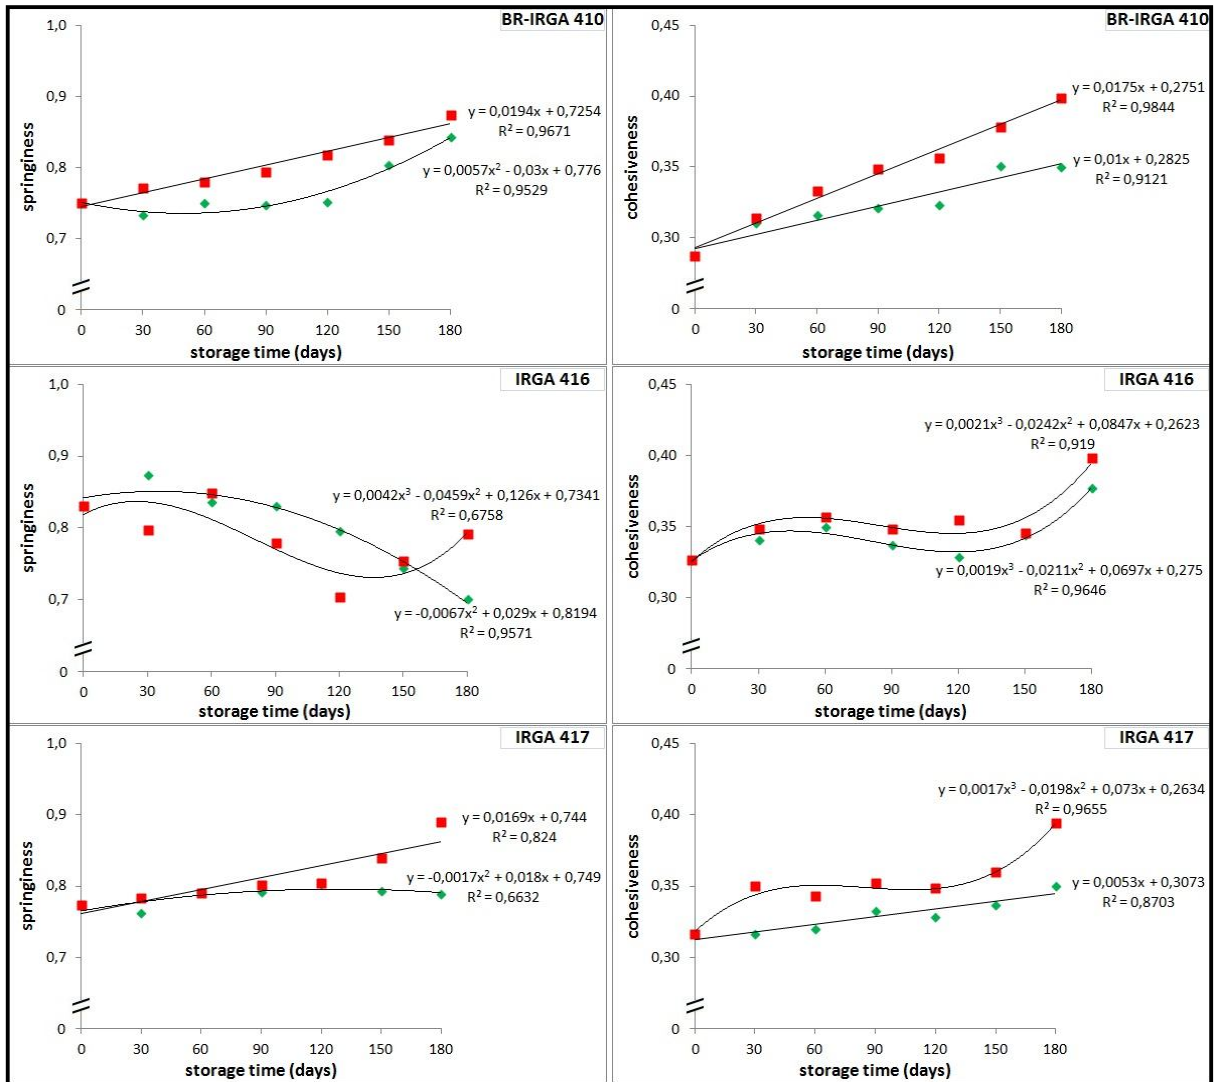 BR-IRGA 410
1,0
0,9
0,8
0,7
0
springiness
y = 0,0194x + 0,7254
R² = 0,9671
y = 0,0057x² - 0,03x + 0,776
R² = 0,9529
0 30 60 90 120 150 180
storage time (days)
BR-IRGA 410
0,45
0,40
0,35
0,30
0
cohesiveness
y = 0,0175x + 0,2751
R² = 0,9844
y = 0,01x + 0,2825
R² = 0,9121
0 30 60 90 120 150 180
storage time (days)
IRGA 416
1,0
0,9
0,8
0,7
0
springiness
y = 0,0042x³ - 0,0459x² + 0,126x + 0,7341
R² = 0,6758
y = -0,0067x² + 0,029x + 0,8194
R² = 0,9571
0 30 60 90 120 150 180
storage time (days)
IRGA 416
0,45
0,40
0,35
0,30
0
cohesiveness
y = 0,0021x³ - 0,0242x² + 0,0847x + 0,2623
R² = 0,919
y = 0,0019x³ - 0,0211x² + 0,0697x + 0,275
R² = 0,9646
0 30 60 90 120 150 180
storage time (days)
IRGA 417
1,0
0,9
0,8
0,7
0
springiness
y = 0,0169x + 0,744
R² = 0,824
y = -0,0017x² + 0,018x + 0,749
R² = 0,6632
0 30 60 90 120 150 180
storage time (days)
IRGA 417
0,45
0,40
0,35
0,30
0
cohesiveness
y = 0,0017x³ - 0,0198x² + 0,073x + 0,2634
R² = 0,9655
y = 0,0053x + 0,3073
R² = 0,8703
0 30 60 90 120 150 180
storage time (days)